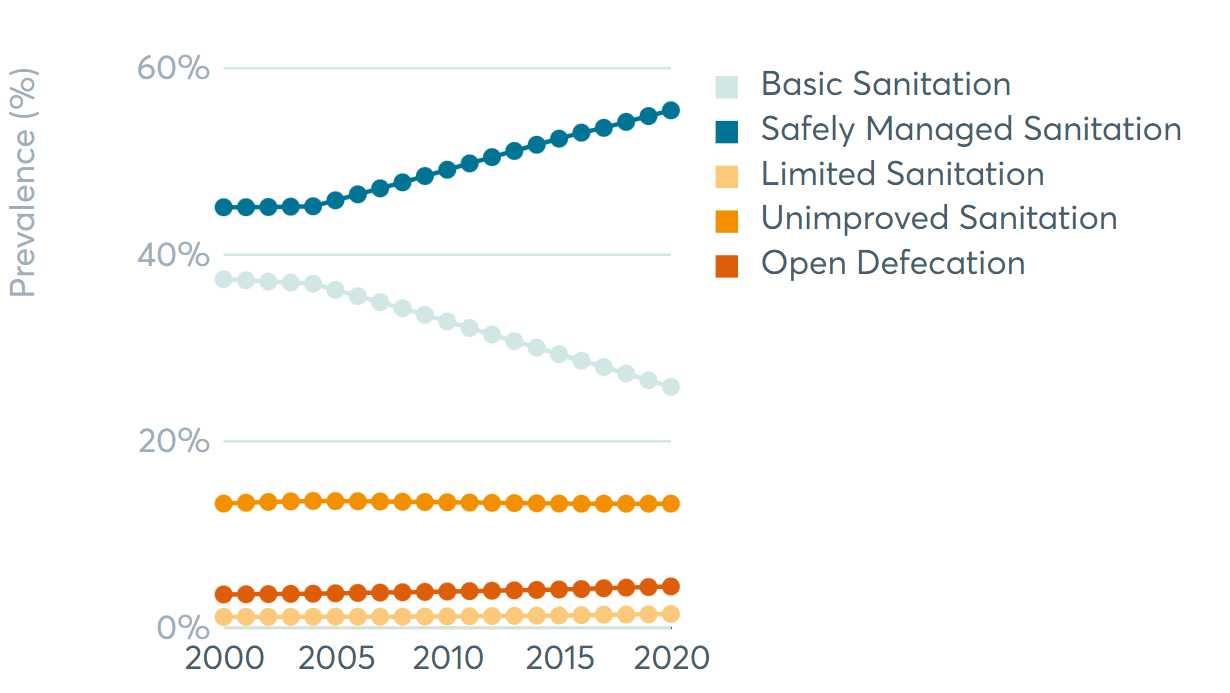 Prevalence (%)
60%
40%
20%
0%
2000 2005 2010 2015 2020
Basic Sanitation
Safely Managed Sanitation
Limited Sanitation
Unimproved Sanitation
Open Defecation